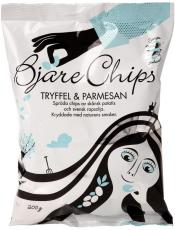 Bjäre Chips
TRYFFEL & PARMESAN
Spröda chips av skånsk potatis
och svensk rapsolja.
Kryddade med naturens smaker.
200g